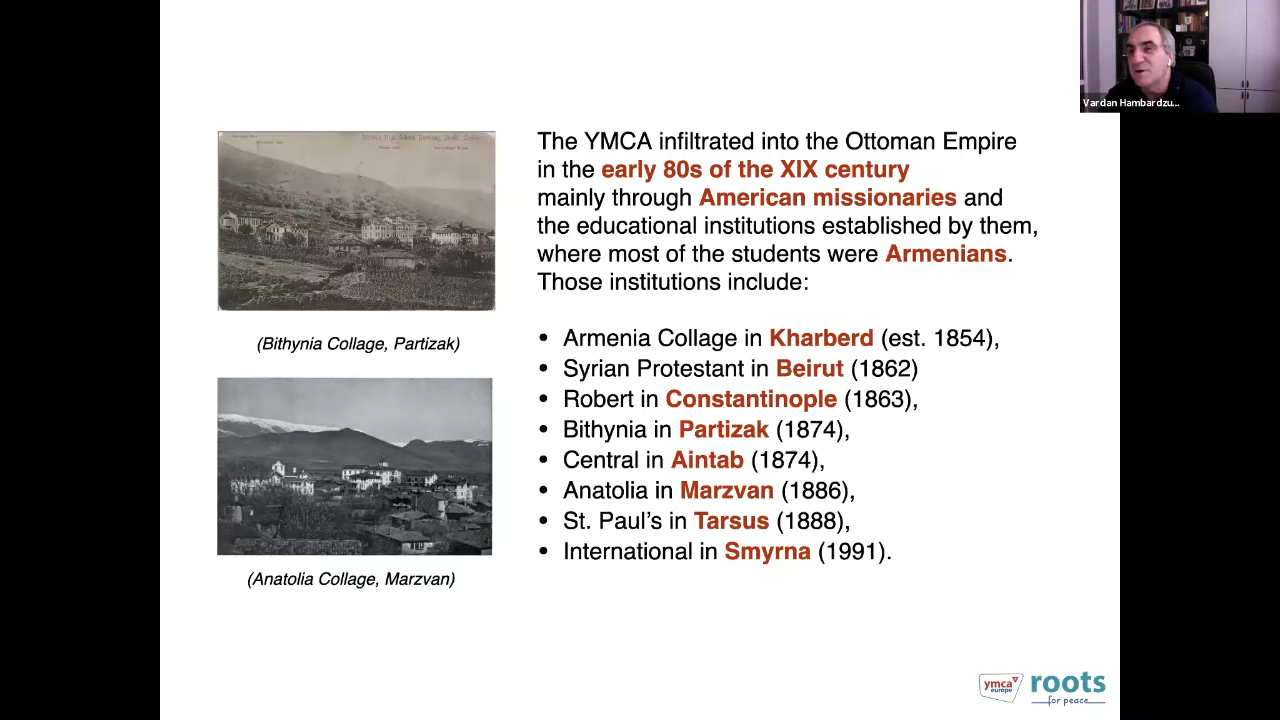 Vardan Hambardzu...
The YMCA infiltrated into the Ottoman Empire
in the early 80s of the XIX century
mainly through American missionaries and
the educational institutions established by them,
where most of the students were Armenians.
Those institutions include:
(Bithynia Collage, Partizak)
• Armenia Collage in Kharberd (est. 1854),
• Syrian Protestant in Beirut (1862)
• Robert in Constantinople (1863),
• Bithynia in Partizak (1874),
• Central in Aintab (1874),
• Anatolia in Marzvan (1886),
• St. Paul's in Tarsus (1888),
• International in Smyrna (1991).
(Anatolia Collage, Marzvan)
ymca
europe
roots
for peace